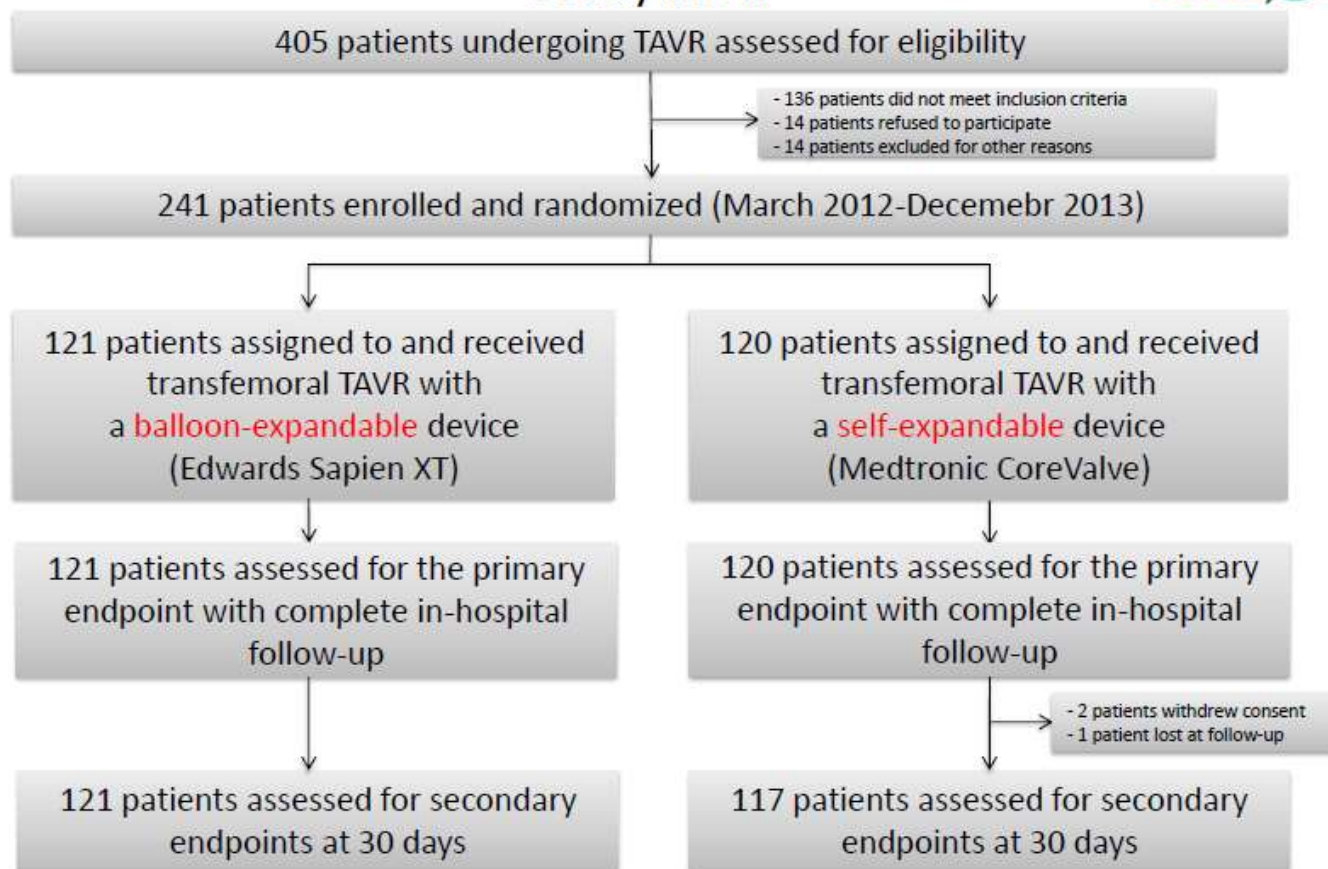 405 patients undergoing TAVR assessed for eligibility
- 136 patients did not meet inclusion criteria
- 14 patients refused to participate
- 14 patients excluded for other reasons
241 patients enrolled and randomized (March 2012-Decemebr 2013)
121 patients assigned to and received
transfemoral TAVR with
a balloon-expandable device
(Edwards Sapien XT)
120 patients assigned to and received
transfemoral TAVR with
a self-expandable device
(Medtronic CoreValve)
121 patients assessed for the primary
endpoint with complete in-hospital
follow-up
120 patients assessed for the primary
endpoint with complete in-hospital
follow-up
- 2 patients withdrew consent
- 1 patient lost at follow-up
121 patients assessed for secondary
endpoints at 30 days
117 patients assessed for secondary
endpoints at 30 days